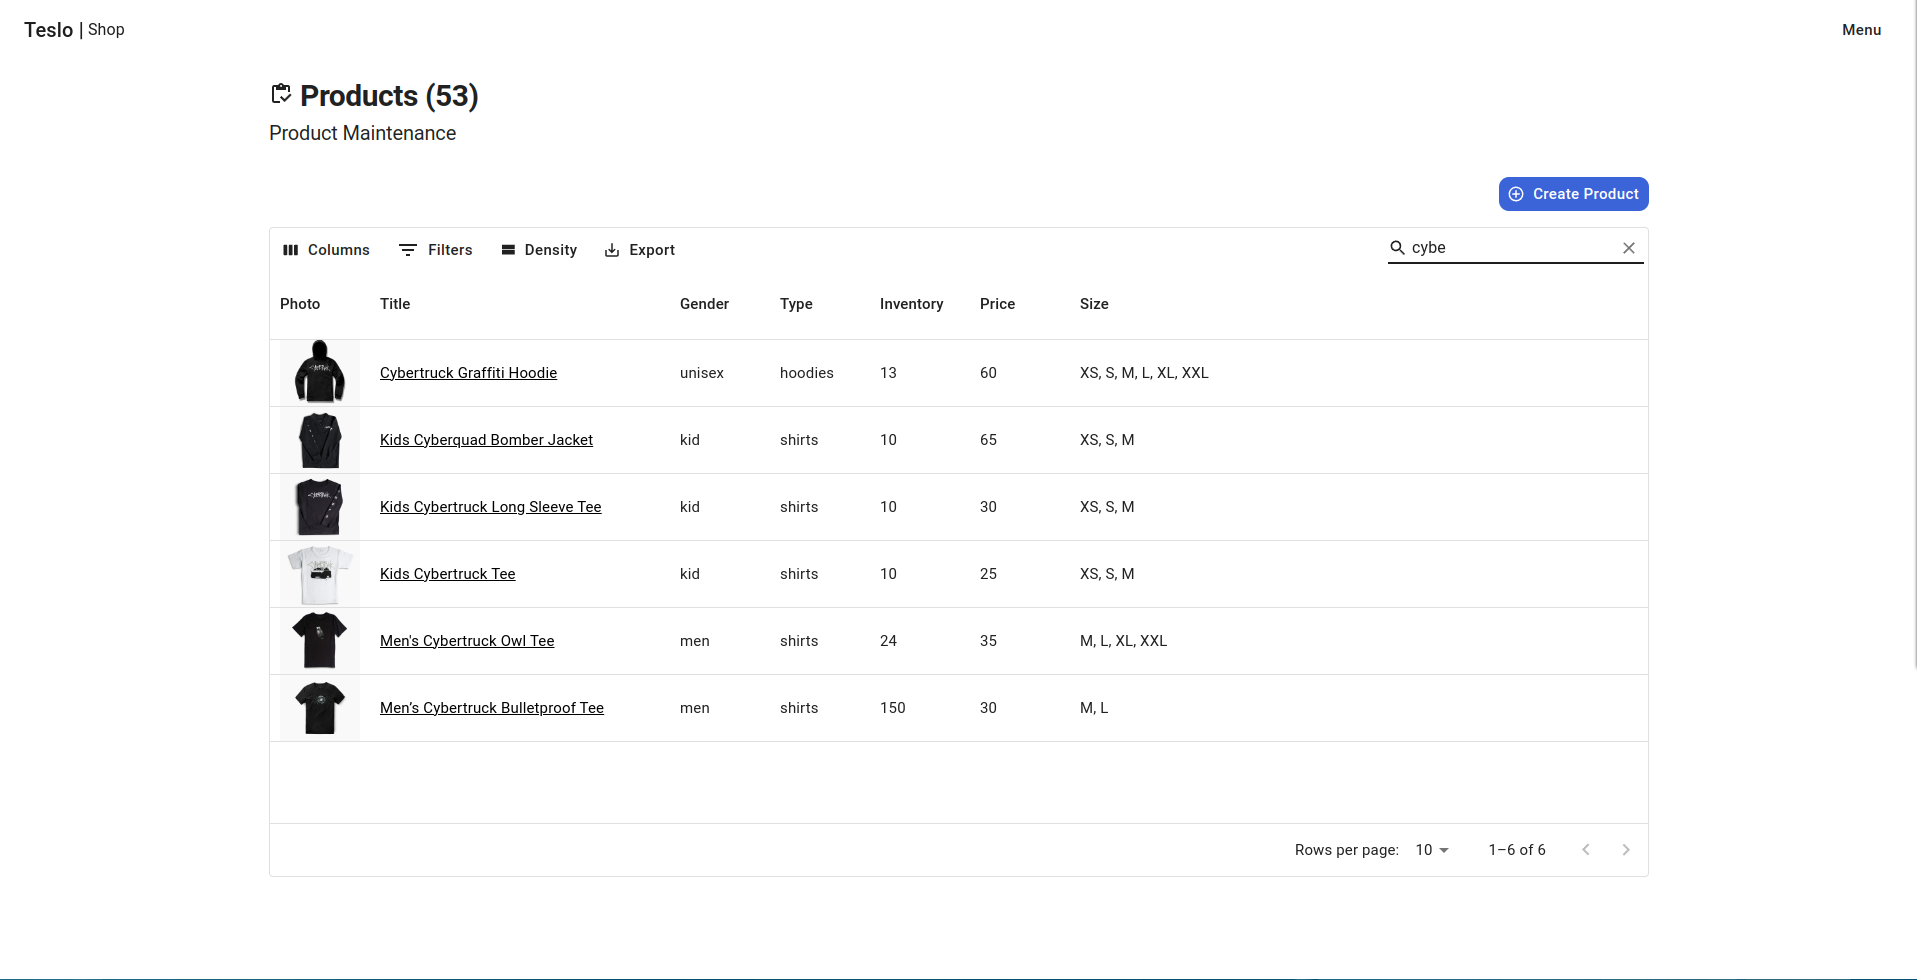 Teslo | Shop
Menu
Products (53)
Product Maintenance
Create Product
Columns Filters Density Export
cybe
Photo Title Gender Type Inventory Price Size
Cybertruck Graffiti Hoodie unisex hoodies 13 60 XS, S, M, L, XL, XXL
Kids Cyberquad Bomber Jacket kid shirts 10 65 XS, S, M
Kids Cybertruck Long Sleeve Tee kid shirts 10 30 XS, S, M
Kids Cybertruck Tee kid shirts 10 25 XS, S, M
Men's Cybertruck Owl Tee men shirts 24 35 M, L, XL, XXL
Men’s Cybertruck Bulletproof Tee men shirts 150 30 M, L
Rows per page: 10 1–6 of 6